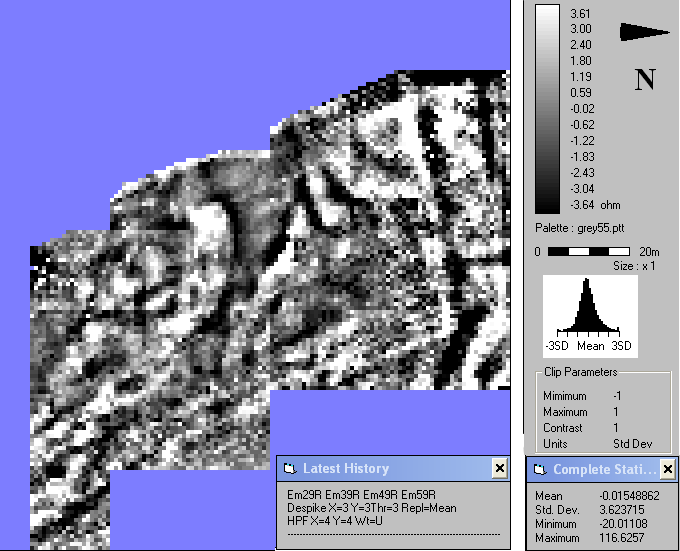 3.61
3.00
2.40
1.80
1.19
0.59
-0.02
-0.62
-1.22
-1.83
-2.43
-3.04
-3.64 ohm
N
Palette : grey55.ptt
0 20m
Size : x 1
-3SD Mean 3SD
Clip Parameters
Minimum -1
Maximum 1
Contrast 1
Units Std Dev
Latest History
Em29R Em39R Em49R Em59R
Despike X=3 Y=3Thr=3 Repl=Mean
HPF X=4 Y=4 Wt=U
Complete Stati...
Mean -0.01548862
Std. Dev. 3.623715
Minimum -20.01108
Maximum 116.6257